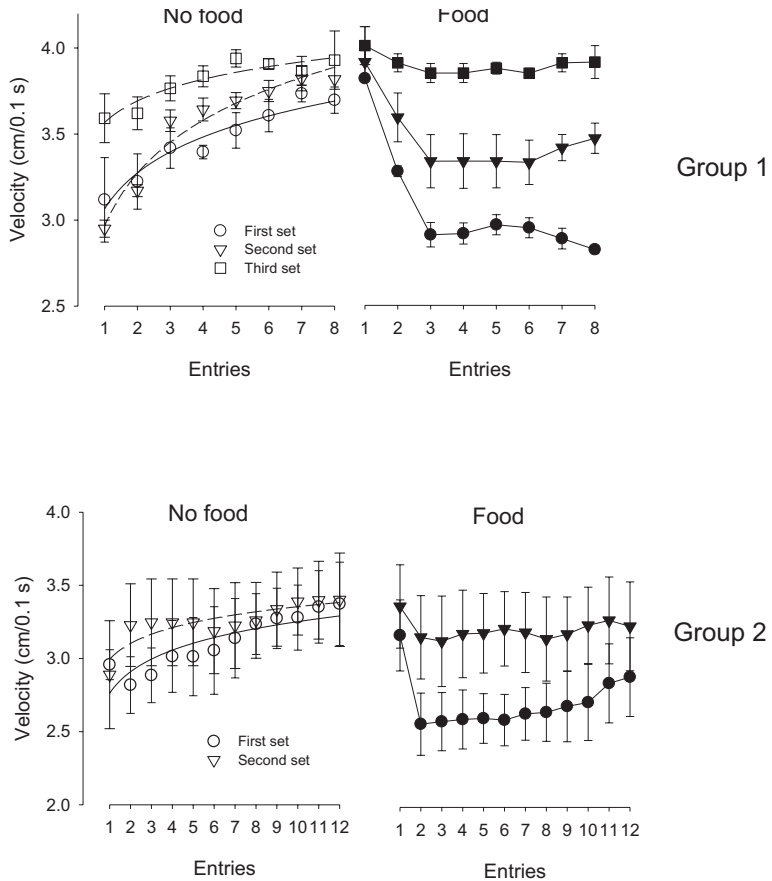 No food Food
4.0
3.5
3.0
2.5
Velocity (cm/0.1 s)
First set
Second set
Third set
1 2 3 4 5 6 7 8 1 2 3 4 5 6 7 8
Entries Entries
Group 1
No food Food
4.0
3.5
3.0
2.5
2.0
Velocity (cm/0.1 s)
First set
Second set
1 2 3 4 5 6 7 8 9 10 11 12 1 2 3 4 5 6 7 8 9 10 11 12
Entries Entries
Group 2